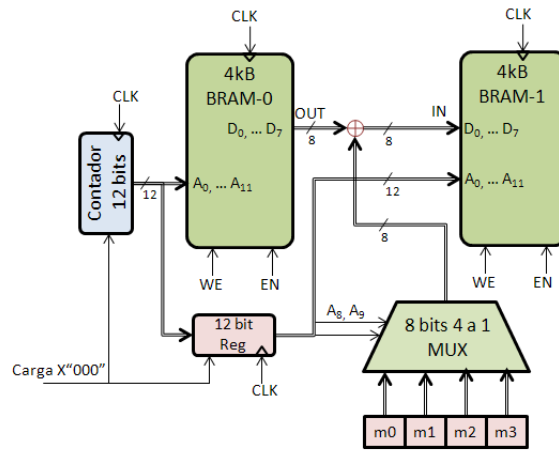 CLK
CLK
4kB
BRAM-0
4kB
BRAM-1
CLK
OUT
IN
D0, ... D7
8
8
D0, ... D7
Contador
12 bits
12
A0, ... A11
12
A0, ... A11
8
WE
EN
WE
EN
A8, A9
12 bit
Reg
8 bits 4 a 1
MUX
Carga X“000”
CLK
m0
m1
m2
m3